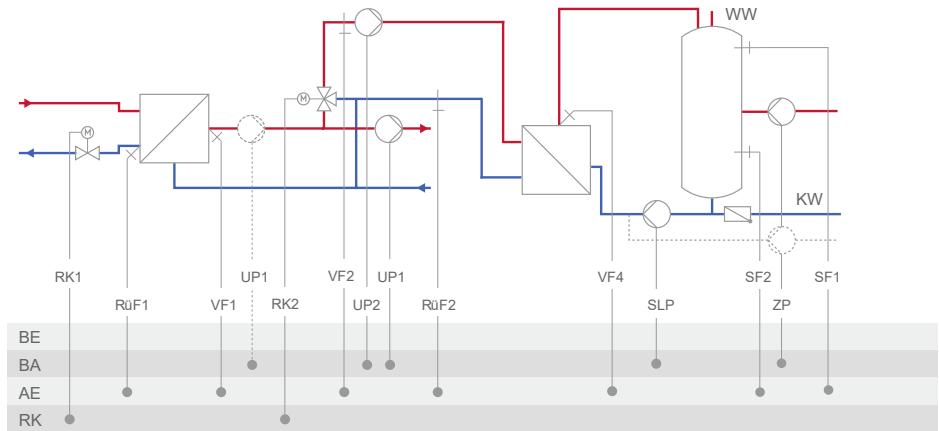 WW
M
M
KW
RK1 UP1 VF2 UP1 VF4 SF2 SF1
RüF1 VF1 RK2 UP2 RüF2 SLP ZP
BE
BA
AE
RK